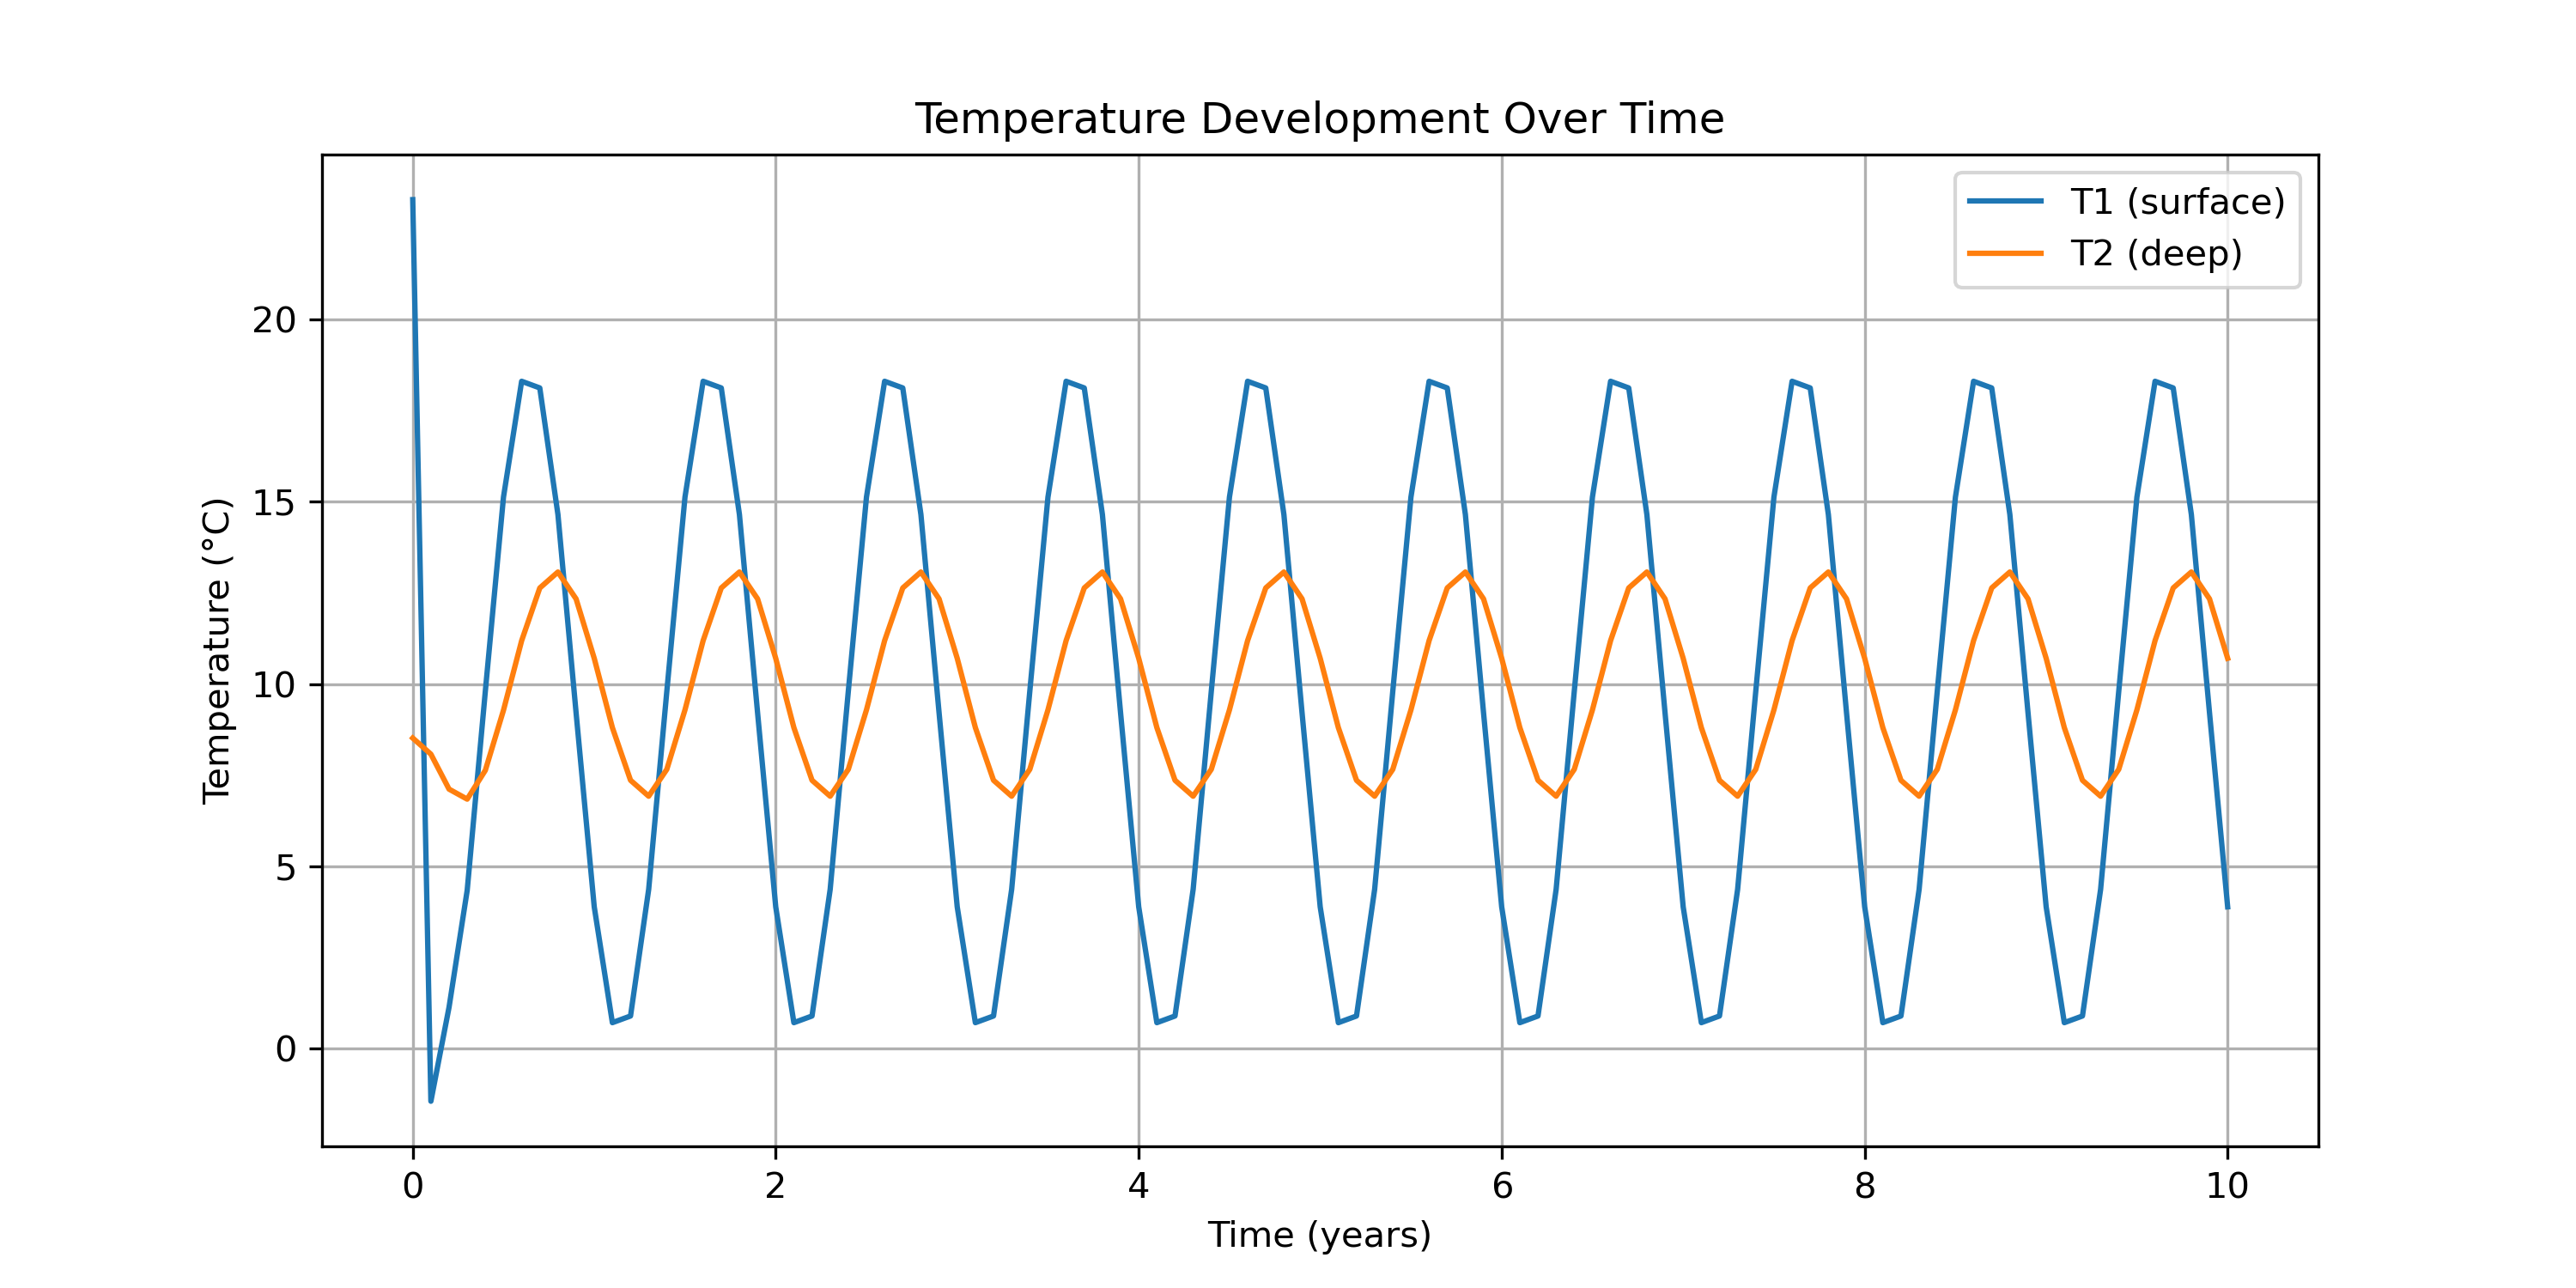 Temperature Development Over Time
T1 (surface)
T2 (deep)
Temperature (°C)
20
15
10
5
0
0 2 4 6 8 10
Time (years)